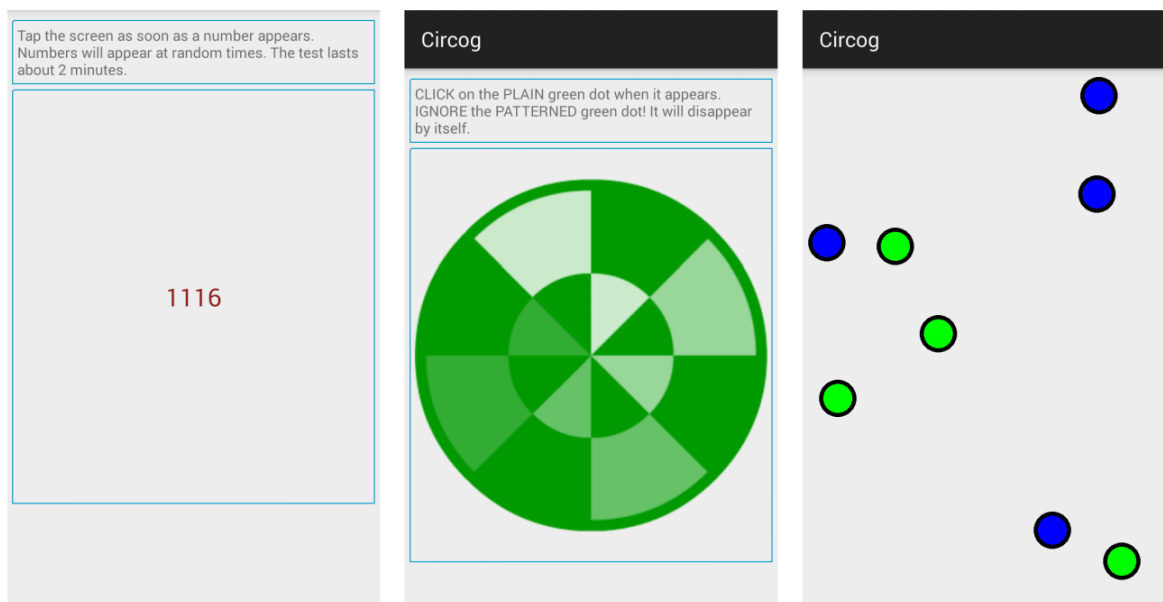 Tap the screen as soon as a number appears.
Numbers will appear at random times. The test lasts
about 2 minutes.
1116
Circog
CLICK on the PLAIN green dot when it appears.
IGNORE the PATTERNED green dot! It will disappear
by itself.
Circog